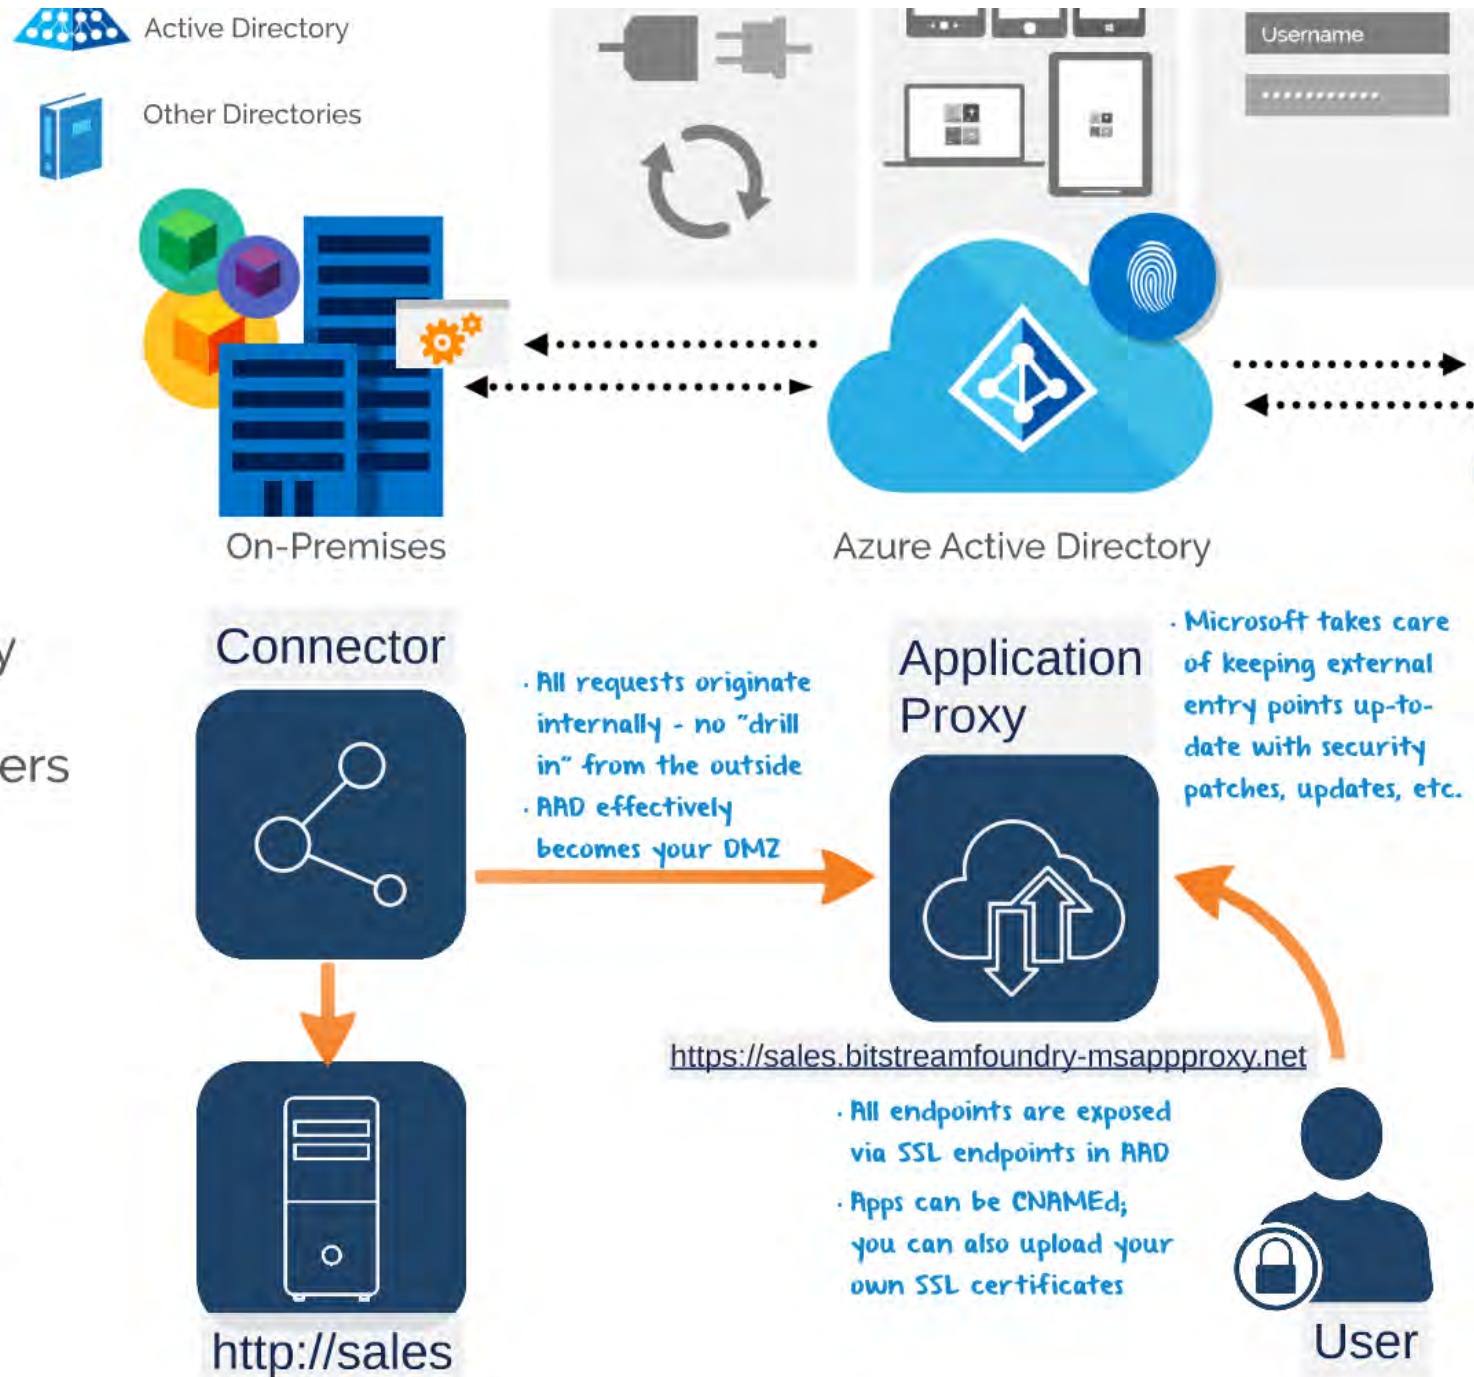 Active Directory
Username
Other Directories
On-Premises
Azure Active Directory
y
ers
Connector
· All requests originate
internally - no "drill
in" from the outside
· AAD effectively
becomes your DMZ
Application
Proxy
· Microsoft takes care
of keeping external
entry points up-to-
date with security
patches, updates, etc.
https://sales.bitstreamfoundry-msappproxy.net
· All endpoints are exposed
via SSL endpoints in AAD
· Apps can be CNAMEd;
you can also upload your
own SSL certificates
http://sales
User